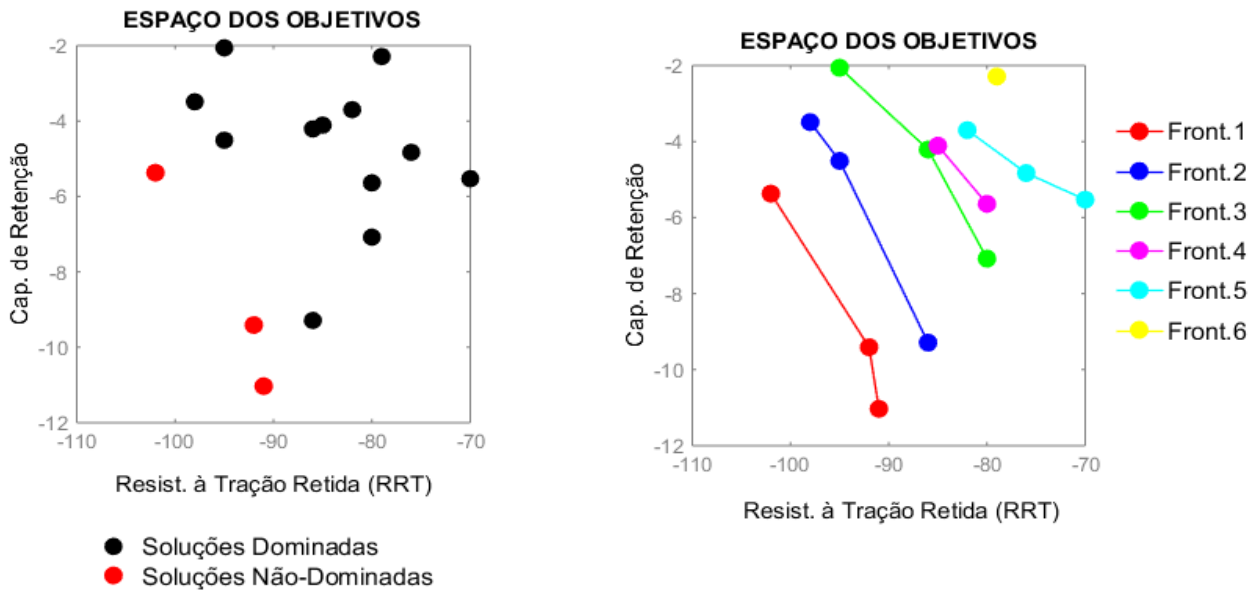 ESPAÇO DOS OBJETIVOS
-2
-4
-6
-8
-10
-12
-110 -100 -90 -80 -70
Cap. de Retenção
Resist. à Tração Retida (RRT)
Soluções Dominadas
Soluções Não-Dominadas
ESPAÇO DOS OBJETIVOS
-2
-4
-6
-8
-10
-12
-110 -100 -90 -80 -70
Cap. de Retenção
Resist. à Tração Retida (RRT)
Front.1
Front.2
Front.3
Front.4
Front.5
Front.6